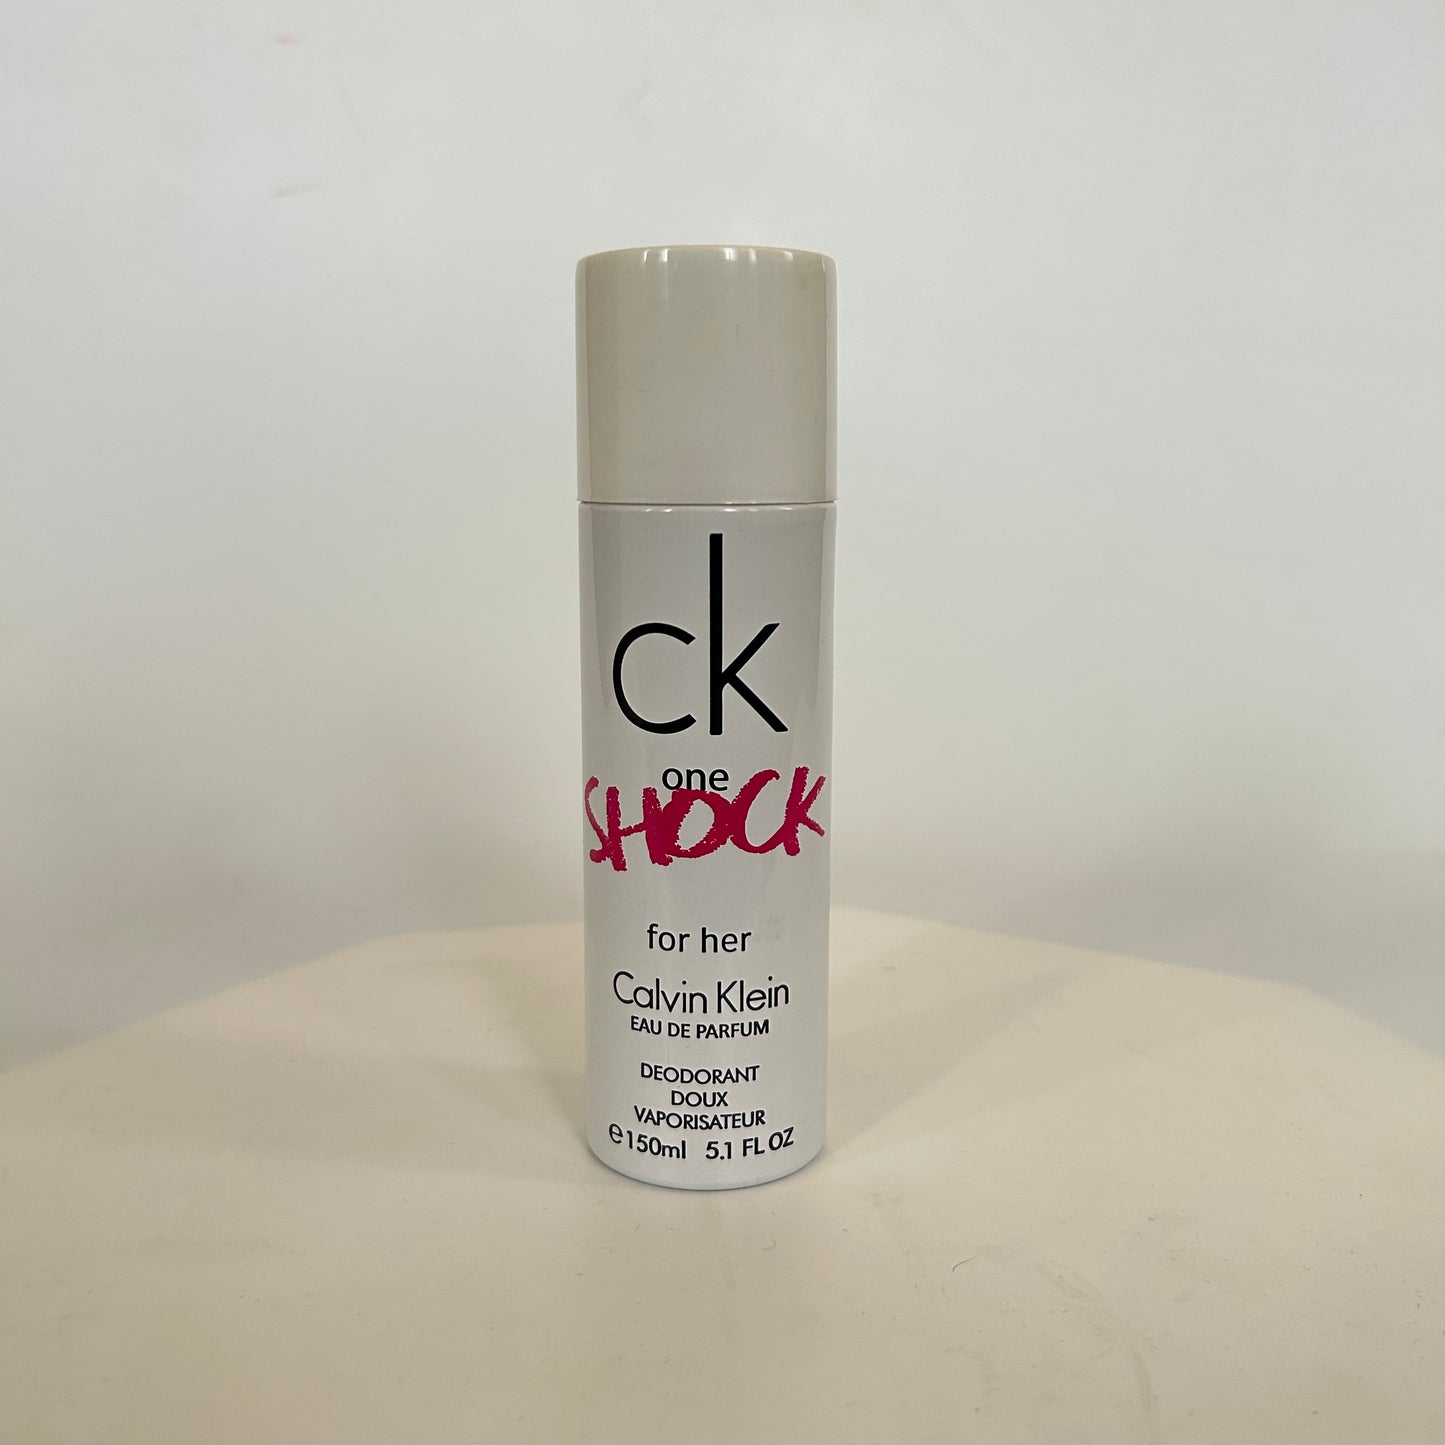 ck
one
SHOCK
for her
Calvin Klein
EAU DE PARFUM
DEODORANT
DOUX
VAPORISATEUR
℮150ml 5.1 FL OZ